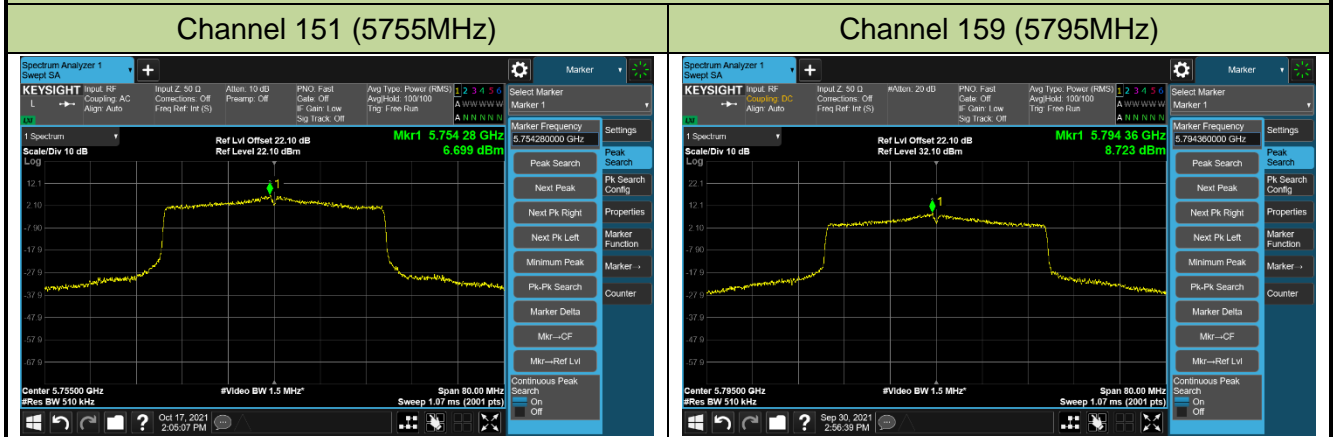 Channel 151 (5755MHz)
Channel 159 (5795MHz)
Spectrum Analyzer 1
Swept SA
Marker
KEYSIGHT
L
Input: RF
Coupling: AC
Align: Auto
Input Z: 50 Ω
Corrections: Off
Freq Ref: Int (S)
Atten: 10 dB
Preamp: Off
PNO: Fast
Gate: Off
IF Gain: Low
Sig Track: Off
Avg Type: Power (RMS)
Avg|Hold: 100/100
Trig: Free Run
1 2 3 4 5 6
A W W W W W
A N N N N N
Select Marker
Marker 1
1 Spectrum
Scale/Div 10 dB
Log
Ref Lvl Offset 22.10 dB
Ref Level 22.10 dBm
Mkr1 5.754 28 GHz
6.699 dBm
1
12.1
2.10
-7.90
-17.9
-27.9
-37.9
-47.9
-57.9
-67.9
Center 5.75500 GHz
#Res BW 510 kHz
#Video BW 1.5 MHz*
Span 80.00 MHz
Sweep 1.07 ms (2001 pts)
Marker Frequency
5.754280000 GHz
Peak Search
Next Peak
Next Pk Right
Next Pk Left
Minimum Peak
Pk-Pk Search
Marker Delta
Mkr→CF
Mkr→Ref Lvl
Continuous Peak
Search
On
Off
Settings
Peak
Search
Pk Search
Config
Properties
Marker
Function
Marker→
Counter
?
Oct 17, 2021
2:05:07 PM
Spectrum Analyzer 1
Swept SA
Marker
KEYSIGHT
Input: RF
Coupling: DC
Align: Auto
Input Z: 50 Ω
Corrections: Off
Freq Ref: Int (S)
#Atten: 20 dB
PNO: Fast
Gate: Off
IF Gain: Low
Sig Track: Off
Avg Type: Power (RMS)
Avg|Hold: 100/100
Trig: Free Run
1 2 3 4 5 6
A W W W W W
A N N N N N
Select Marker
Marker 1
1 Spectrum
Scale/Div 10 dB
Log
Ref Lvl Offset 22.10 dB
Ref Level 32.10 dBm
Mkr1 5.794 36 GHz
8.723 dBm
1
22.1
12.1
2.10
-7.90
-17.9
-27.9
-37.9
-47.9
-57.9
Center 5.79500 GHz
#Res BW 510 kHz
#Video BW 1.5 MHz*
Span 80.00 MHz
Sweep 1.07 ms (2001 pts)
Marker Frequency
5.794360000 GHz
Peak Search
Next Peak
Next Pk Right
Next Pk Left
Minimum Peak
Pk-Pk Search
Marker Delta
Mkr→CF
Mkr→Ref Lvl
Continuous Peak
Search
On
Off
Settings
Peak
Search
Pk Search
Config
Properties
Marker
Function
Marker→
Counter
?
Sep 30, 2021
2:56:39 PM